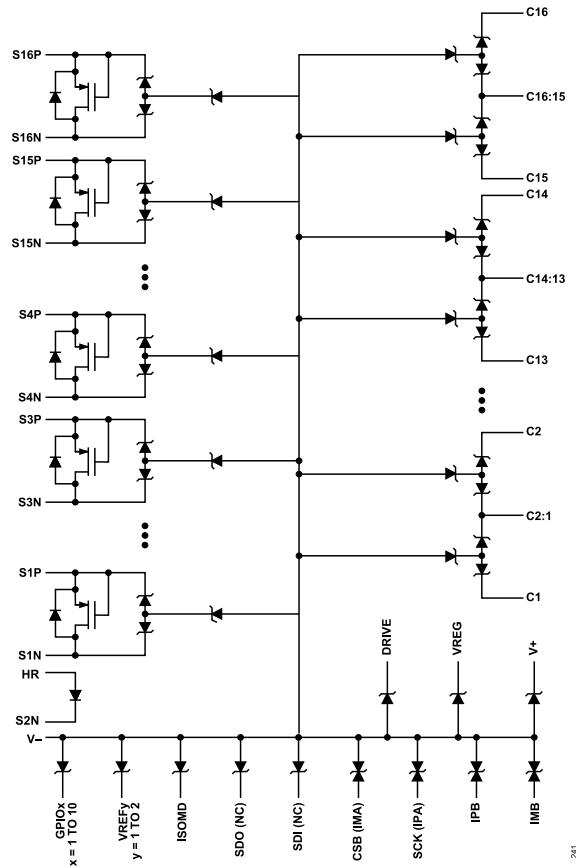 C16
S16P
C16:15
S16N
S15P
C15
C14
S15N
C14:13
S4P
C13
S4N
S3P
C2
S3N
C2:1
S1P
C1
S1N
HR
DRIVE
VREG
V+
S2N
V–
GPIOx
x = 1 TO 10
VREFy
y = 1 TO 2
ISOMD
SDO (NC)
SDI (NC)
CSB (IMA)
SCK (IPA)
IPB
IMB
241